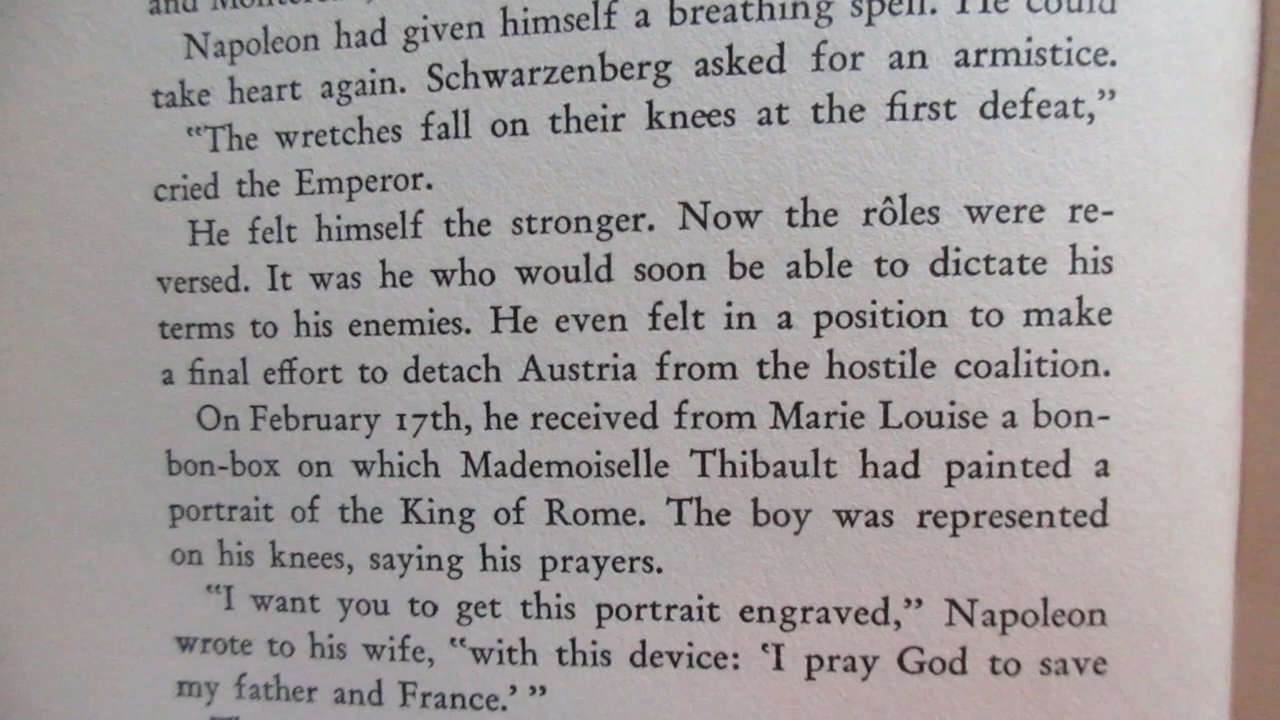 and
Napoleon had given himself a breathing spell. He could
take heart again. Schwarzenberg asked for an armistice.
“The wretches fall on their knees at the first defeat,”
cried the Emperor.
He felt himself the stronger. Now the rôles were re-
versed. It was he who would soon be able to dictate his
terms to his enemies. He even felt in a position to make
a final effort to detach Austria from the hostile coalition.
On February 17th, he received from Marie Louise a bon-
bon-box on which Mademoiselle Thibault had painted a
portrait of the King of Rome. The boy was represented
on his knees, saying his prayers.
“I want you to get this portrait engraved,” Napoleon
wrote to his wife, “with this device: ‘I pray God to save
my father and France.’ ”